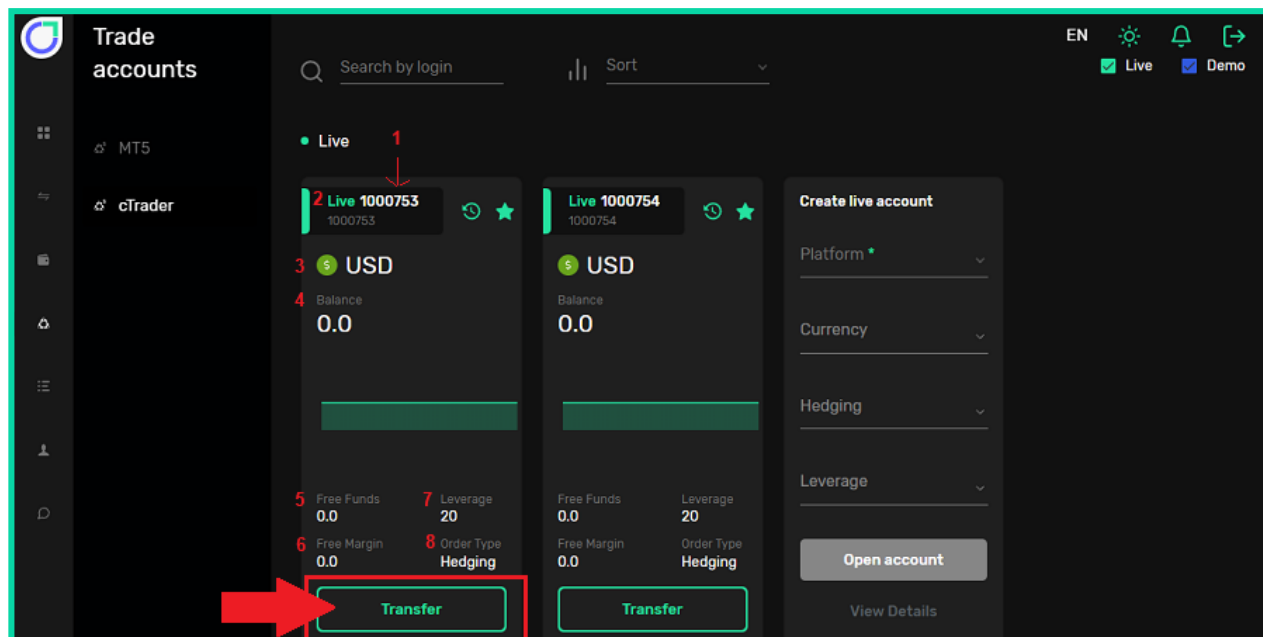 Trade
accounts
MT5
cTrader
Search by login
Sort
EN
Live
Demo
Live
1
2 Live 1000753
1000753
3 USD
4 Balance
0.0
5 Free Funds
0.0
7 Leverage
20
6 Free Margin
0.0
8 Order Type
Hedging
Transfer
Live 1000754
1000754
USD
Balance
0.0
Free Funds
0.0
Leverage
20
Free Margin
0.0
Order Type
Hedging
Transfer
Create live account
Platform *
Currency
Hedging
Leverage
Open account
View Details